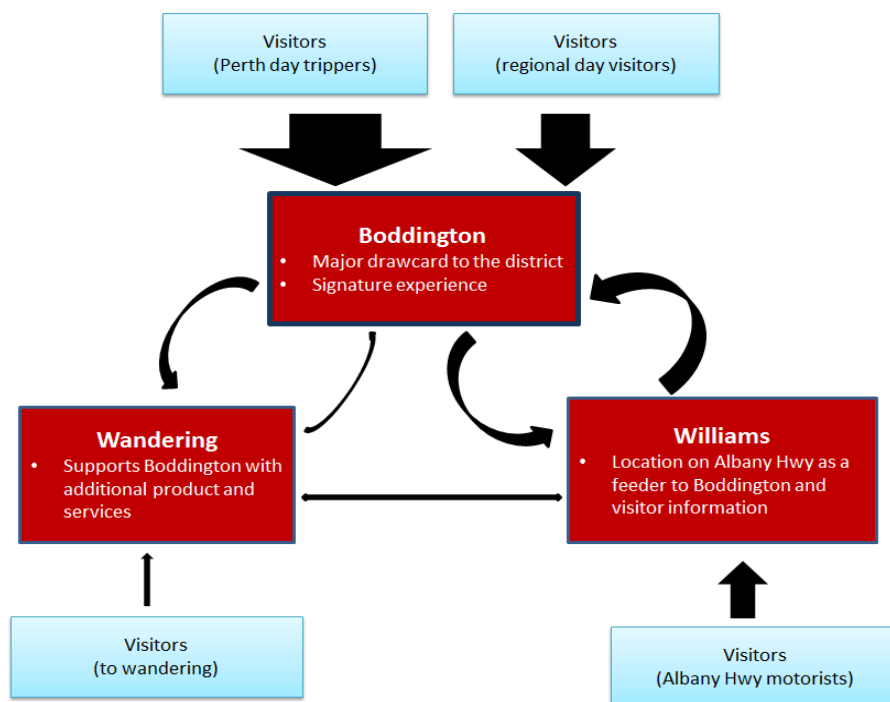 Visitors
(Perth day trippers)
Visitors
(regional day visitors)
Boddington
• Major drawcard to the district
• Signature experience
Wandering
• Supports Boddington with
additional product and
services
Williams
• Location on Albany Hwy as a
feeder to Boddington and
visitor information
Visitors
(to wandering)
Visitors
(Albany Hwy motorists)